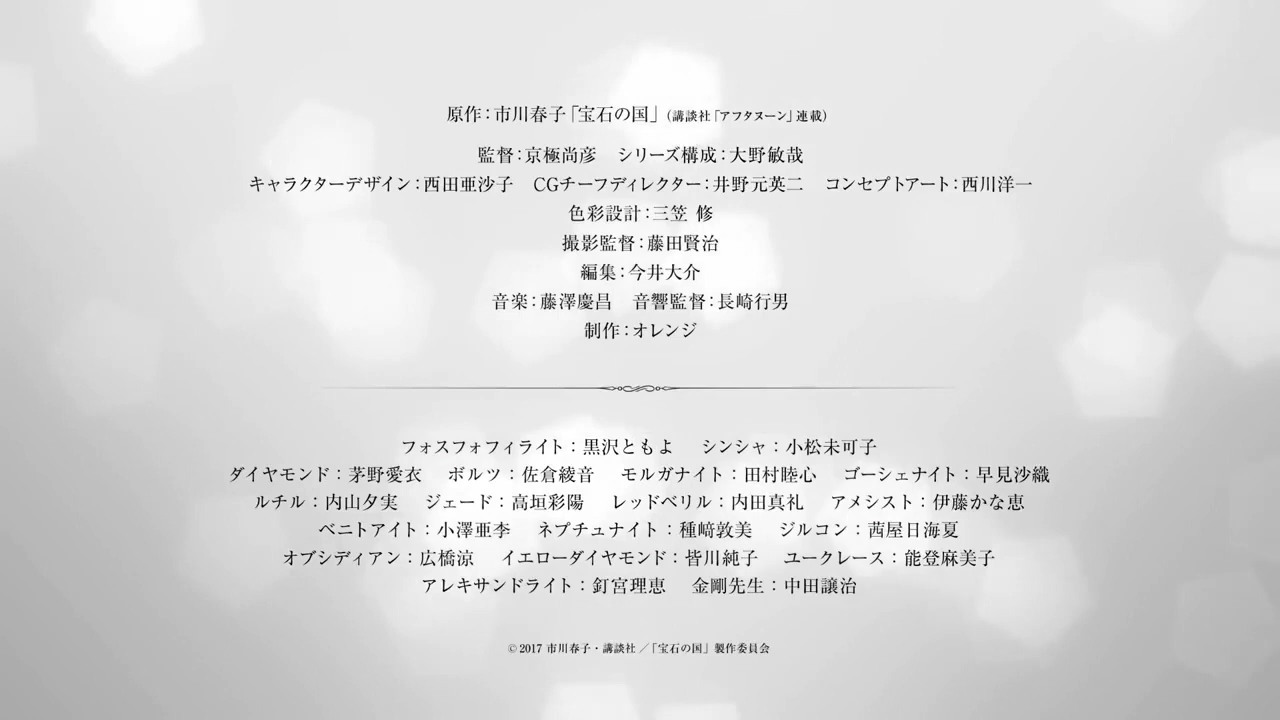 原作：市川春子「宝石の国」（講談社「アフタヌーン」連載）
監督：京極尚彦　シリーズ構成：大野敏哉
キャラクターデザイン：西田亜沙子　CGチーフディレクター：井野元英二　コンセプトアート：西川洋一
色彩設計：三笠 修
撮影監督：藤田賢治
編集：今井大介
音楽：藤澤慶昌　音響監督：長崎行男
制作：オレンジ
フォスフォフィライト：黒沢ともよ　シンシャ：小松未可子
ダイヤモンド：茅野愛衣　ボルツ：佐倉綾音　モルガナイト：田村睦心　ゴーシェナイト：早見沙織
ルチル：内山夕実　ジェード：高垣彩陽　レッドベリル：内田真礼　アメシスト：伊藤かな恵
ベニトアイト：小澤亜李　ネプチュナイト：種﨑敦美　ジルコン：茜屋日海夏
オブシディアン：広橋涼　イエローダイヤモンド：皆川純子　ユークレース：能登麻美子
アレキサンドライト：釘宮理恵　金剛先生：中田譲治
©2017 市川春子・講談社／「宝石の国」製作委員会